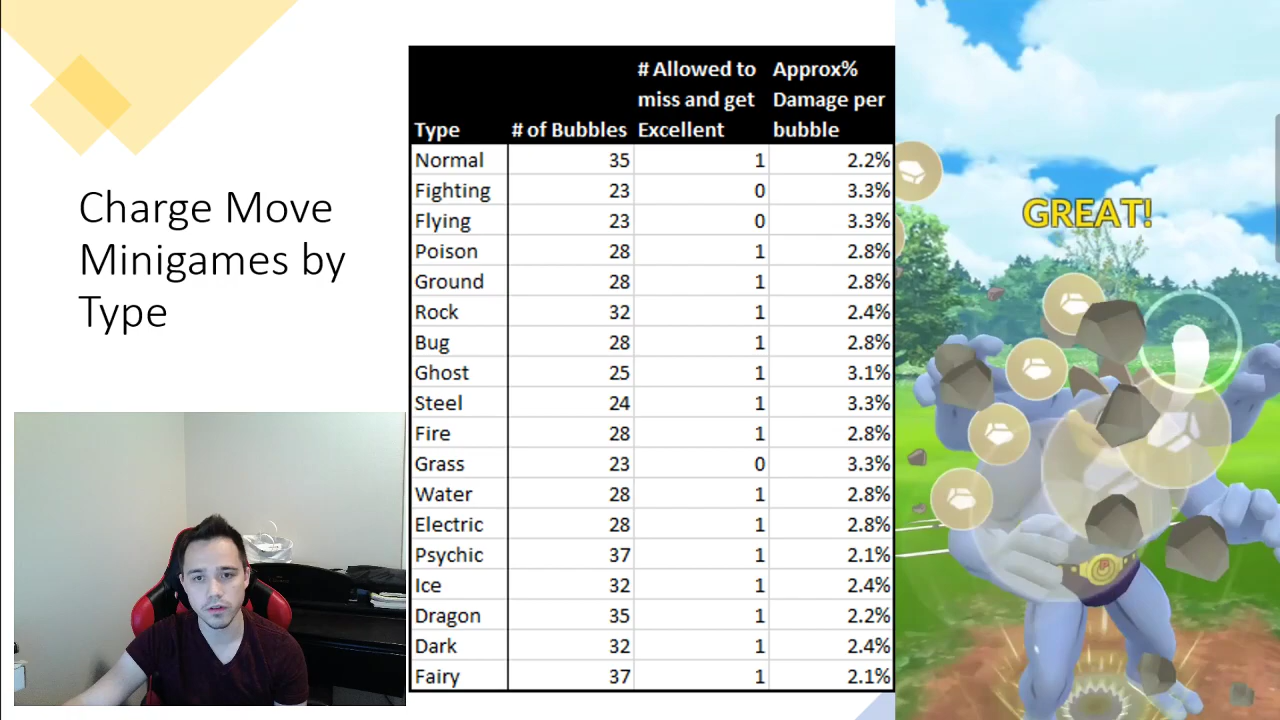 Charge Move
Minigames by
Type
Type # of Bubbles # Allowed to miss and get Excellent Approx% Damage per bubble
Normal 35 1 2.2%
Fighting 23 0 3.3%
Flying 23 0 3.3%
Poison 28 1 2.8%
Ground 28 1 2.8%
Rock 32 1 2.4%
Bug 28 1 2.8%
Ghost 25 1 3.1%
Steel 24 1 3.3%
Fire 28 1 2.8%
Grass 23 0 3.3%
Water 28 1 2.8%
Electric 28 1 2.8%
Psychic 37 1 2.1%
Ice 32 1 2.4%
Dragon 35 1 2.2%
Dark 32 1 2.4%
Fairy 37 1 2.1%
GREAT!